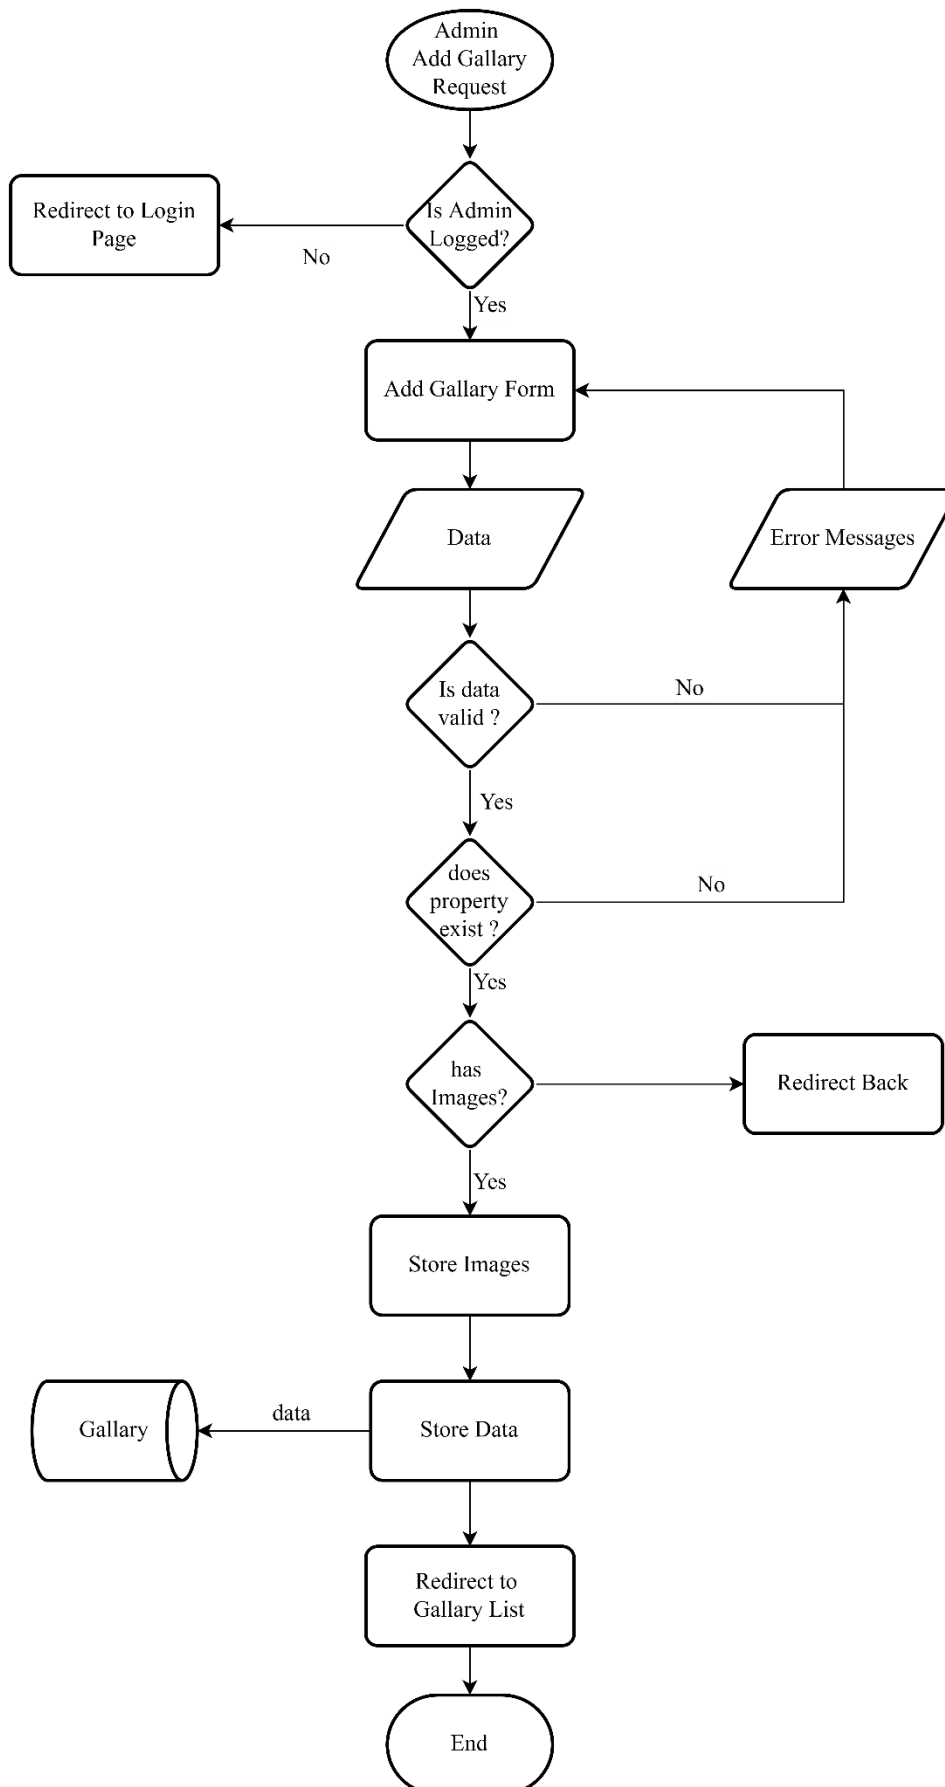 Admin
Add Gallary
Request
Is Admin
Logged?
Redirect to Login
Page
No
Yes
Add Gallary Form
Data
Error Messages
Is data
valid ?
No
Yes
does
property
exist ?
No
Yes
has
Images?
Redirect Back
Yes
Store Images
Store Data
data
Gallary
Redirect to
Gallary List
End